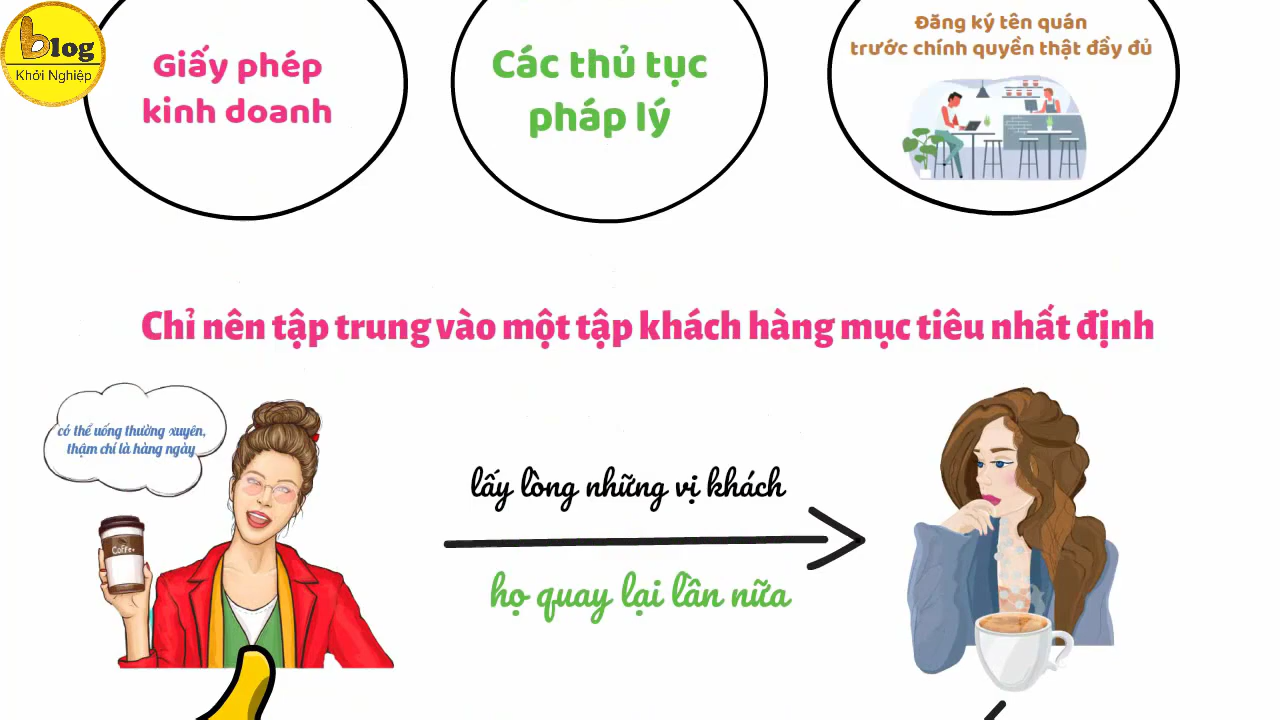 blog
Khởi Nghiệp
Giấy phép
kinh doanh
Các thủ tục
pháp lý
Đăng ký tên quán
trước chính quyền thật đầy đủ
Chỉ nên tập trung vào một tập khách hàng mục tiêu nhất định
có thể uống thường xuyên,
thậm chí là hàng ngày
Coffee
lấy lòng những vị khách
họ quay lại lần nữa